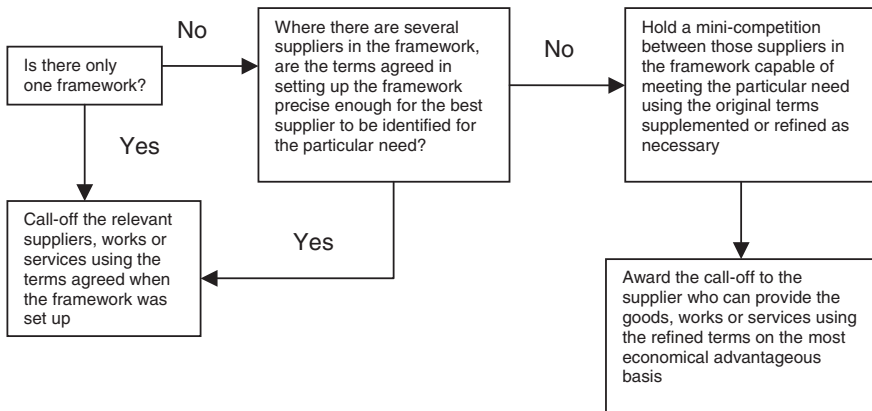 Is there only
one framework?
No
Where there are several
suppliers in the framework,
are the terms agreed in
setting up the framework
precise enough for the best
supplier to be identified for
the particular need?
No
Hold a mini-competition
between those suppliers in
the framework capable of
meeting the particular need
using the original terms
supplemented or refined as
necessary
Yes
Call-off the relevant
suppliers, works or
services using the
terms agreed when
the framework was
set up
Yes
Award the call-off to the
supplier who can provide the
goods, works or services using
the refined terms on the most
economical advantageous
basis